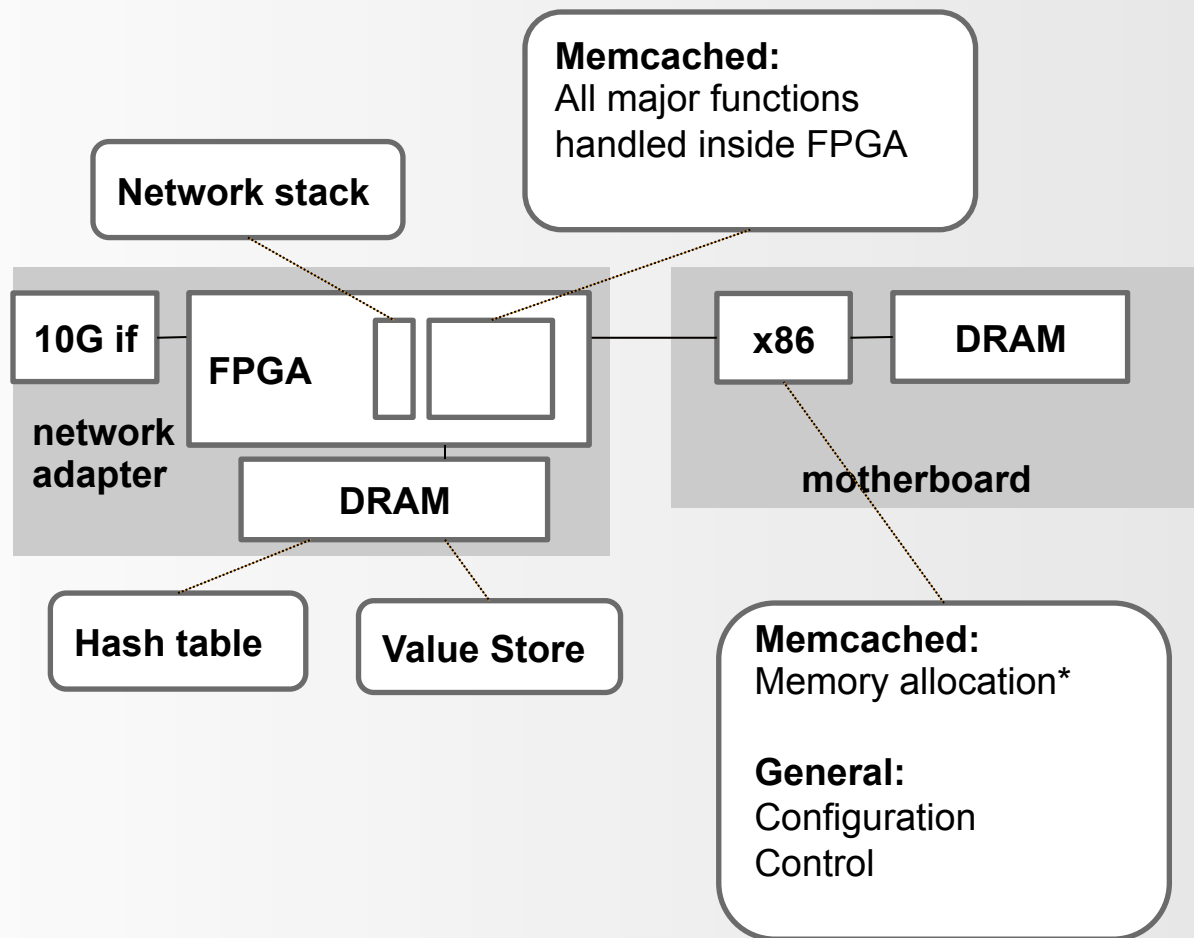 Memcached:
All major functions
handled inside FPGA
Network stack
10G if
FPGA
x86
DRAM
network
adapter
motherboard
DRAM
Hash table
Value Store
Memcached:
Memory allocation*
General:
Configuration
Control